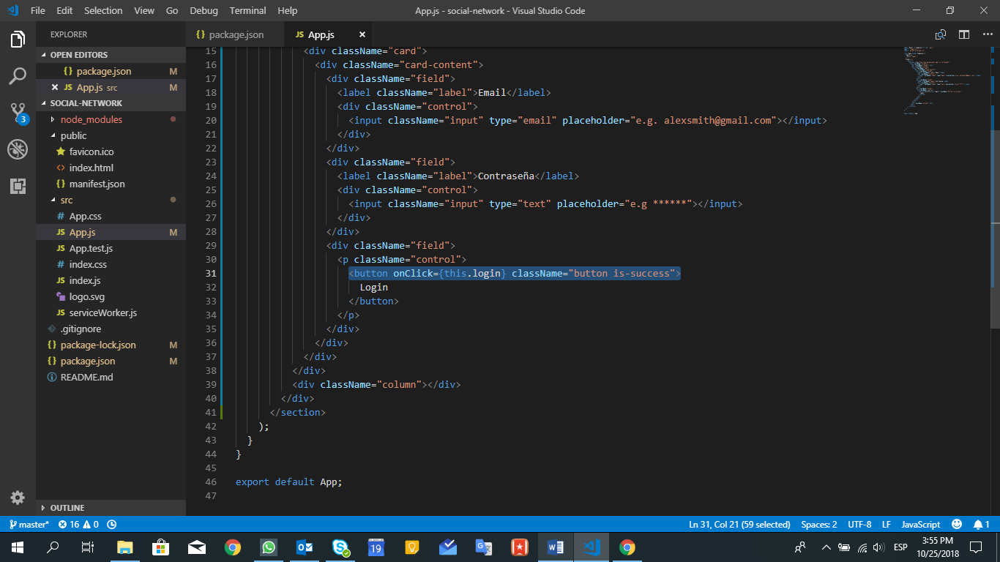 File Edit Selection View Go Debug Terminal Help
App.js - social-network - Visual Studio Code
EXPLORER
OPEN EDITORS
{} package.json M
JS App.js src M
SOCIAL-NETWORK
node_modules
public
favicon.ico
<> index.html
{} manifest.json
src
# App.css
JS App.js M
JS App.test.js
# index.css
JS index.js
logo.svg
JS serviceWorker.js
.gitignore
{} package-lock.json M
{} package.json M
README.md
OUTLINE
3
{} package.json
JS App.js
15 <div className="card">
16 <div className="card-content">
17 <div className="field">
18 <label className="label">Email</label>
19 <div className="control">
20 <input className="input" type="email" placeholder="e.g. alexsmith@gmail.com"></input>
21 </div>
22 </div>
23 <div className="field">
24 <label className="label">Contraseña</label>
25 <div className="control">
26 <input className="input" type="text" placeholder="e.g ******"></input>
27 </div>
28 </div>
29 <div className="field">
30 <p className="control">
31 <button onClick={this.login} className="button is-success">
32 Login
33 </button>
34 </p>
35 </div>
36 </div>
37 </div>
38 </div>
39 <div className="column"></div>
40 </div>
41 </section>
42 );
43 }
44 }
45
46 export default App;
47
master* 16 0
Ln 31, Col 21 (59 selected) Spaces: 2 UTF-8 LF JavaScript 1
19
ESP
3:55 PM
10/25/2018